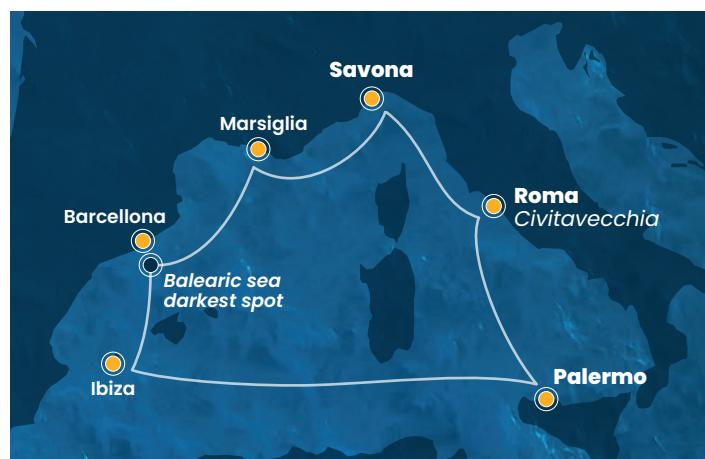 Savona
Marsiglia
Roma
Civitavecchia
Barcellona
Balearic sea
darkest spot
Ibiza
Palermo